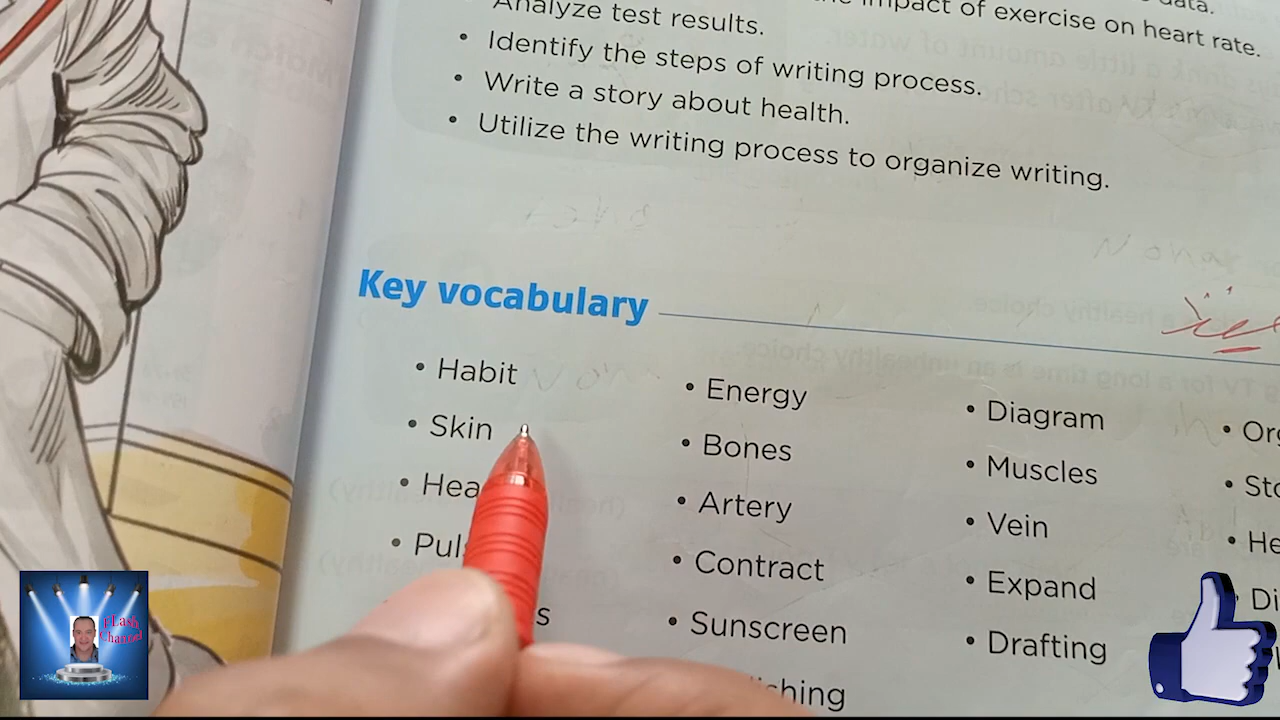 data.
impact of exercise on heart rate.
Analyze test results.
• Identify the steps of writing process.
• Write a story about health.
• Utilize the writing process to organize writing.
Key vocabulary
• Habit
• Skin
• Energy
• Bones
• Artery
• Contract
• Sunscreen
• Diagram
• Muscles
• Vein
• Expand
• Drafting
FLash
Channel